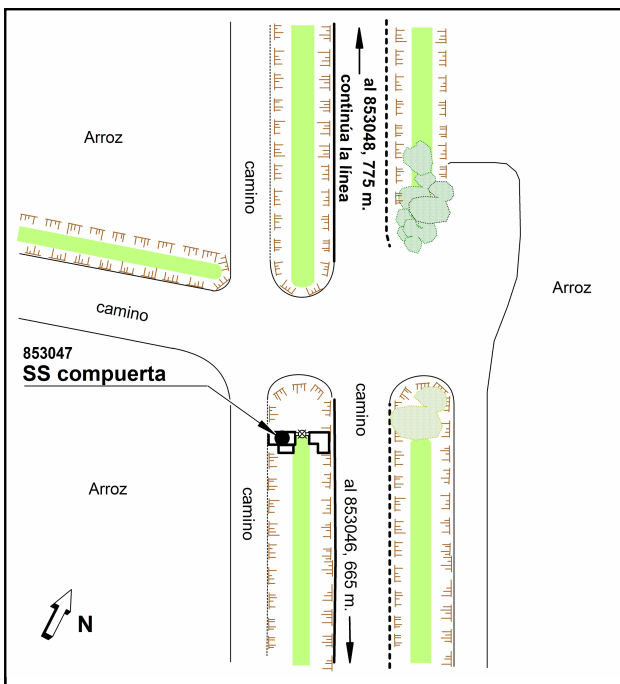 Arroz
camino
al 853048, 775 m.
continúa la línea
Arroz
camino
853047
SS compuerta
camino
Arroz
camino
al 853046, 665 m.
N